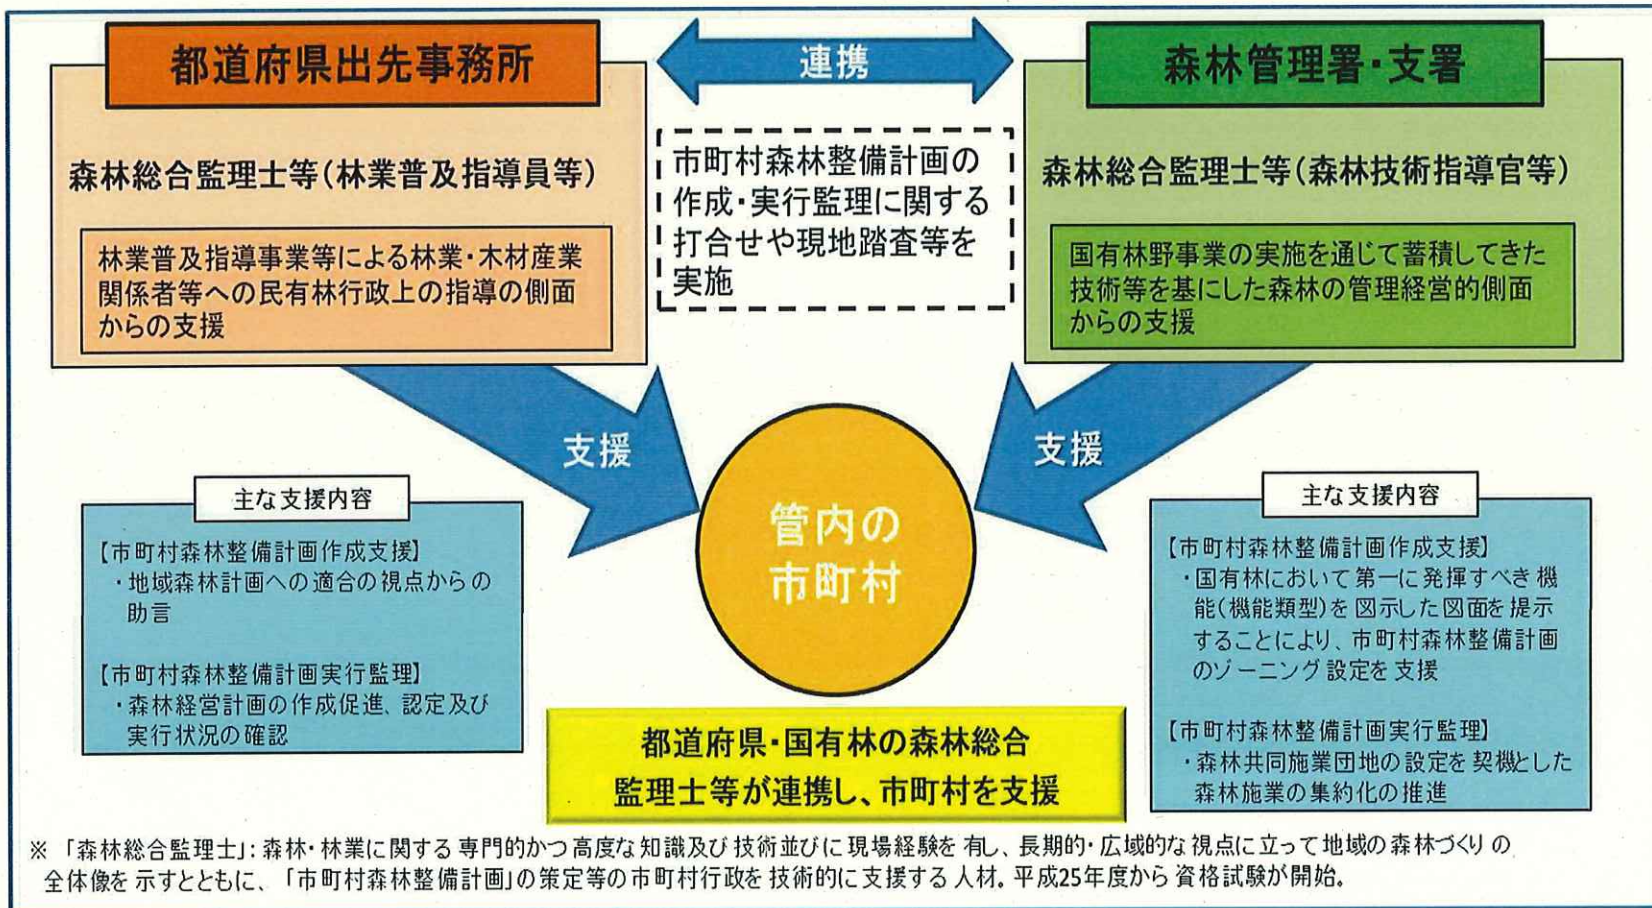 都道府県出先事務所
連携
森林管理署・支署
森林総合監理士等(林業普及指導員等)
林業普及指導事業等による林業・木材産業
関係者等への民有林行政上の指導の側面
からの支援
市町村森林整備計画の
作成・実行監理に関する
打合せや現地踏査等を
実施
森林総合監理士等(森林技術指導官等)
国有林野事業の実施を通じて蓄積してきた
技術等を基にした森林の管理経営的側面
からの支援
支援
支援
管内の
市町村
主な支援内容
【市町村森林整備計画作成支援】
・地域森林計画への適合の視点からの
助言
【市町村森林整備計画実行監理】
・森林経営計画の作成促進、認定及び
実行状況の確認
主な支援内容
【市町村森林整備計画作成支援】
・国有林において第一に発揮すべき機
能(機能類型)を図示した図面を提示
することにより、市町村森林整備計画
のゾーニング設定を支援
【市町村森林整備計画実行監理】
・森林共同施業団地の設定を契機とした
森林施業の集約化の推進
都道府県・国有林の森林総合
監理士等が連携し、市町村を支援
※ 「森林総合監理士」:森林・林業に関する専門的かつ高度な知識及び技術並びに現場経験を有し、長期的・広域的な視点に立って地域の森林づくりの
全体像を示すとともに、「市町村森林整備計画」の策定等の市町村行政を技術的に支援する人材。平成25年度から資格試験が開始。